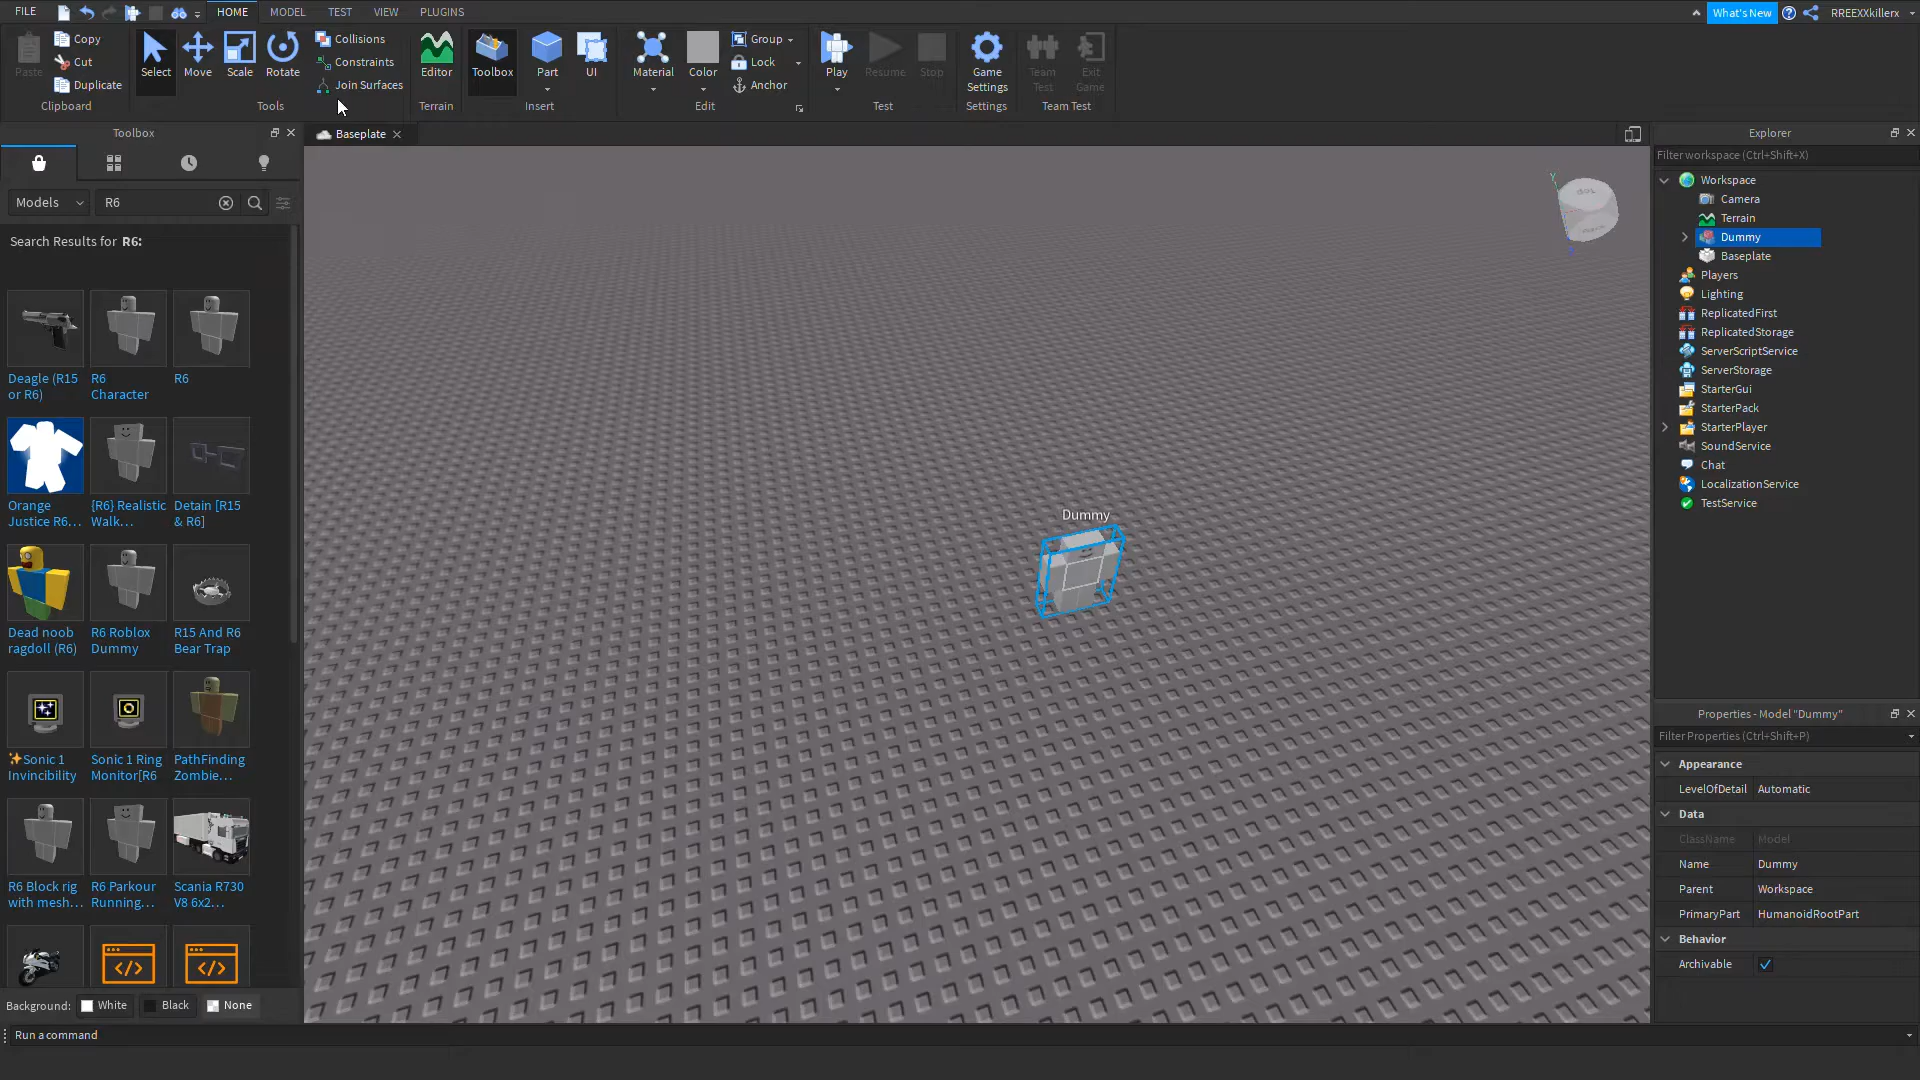 FILE
HOME
MODEL
TEST
VIEW
PLUGINS
What's New
RREEXXkillerx
Paste
Copy
Cut
Duplicate
Clipboard
Select
Move
Scale
Rotate
Collisions
Constraints
Join Surfaces
Tools
Editor
Terrain
Toolbox
Part
UI
Insert
Material
Color
Group
Lock
Anchor
Edit
Play
Resume
Stop
Test
Game
Settings
Settings
Team
Test
Exit
Game
Team Test
Toolbox
Models
R6
Search Results for R6:
Deagle (R15
or R6)
R6
Character
R6
Orange
Justice R6...
{R6} Realistic
Walk...
Detain [R15
& R6]
Dead noob
ragdoll (R6)
R6 Roblox
Dummy
R15 And R6
Bear Trap
✨Sonic 1
Invincibility
Sonic 1 Ring
Monitor[R6
PathFinding
Zombie...
R6 Block rig
with mesh...
R6 Parkour
Running...
Scania R730
V8 6x2...
Background:
White
Black
None
Run a command
Baseplate
Y
Dummy
Explorer
Filter workspace (Ctrl+Shift+X)
Workspace
Camera
Terrain
Dummy
Baseplate
Players
Lighting
ReplicatedFirst
ReplicatedStorage
ServerScriptService
ServerStorage
StarterGui
StarterPack
StarterPlayer
SoundService
Chat
LocalizationService
TestService
Properties - Model "Dummy"
Filter Properties (Ctrl+Shift+P)
Appearance
LevelOfDetail Automatic
Data
ClassName Model
Name Dummy
Parent Workspace
PrimaryPart HumanoidRootPart
Behavior
Archivable